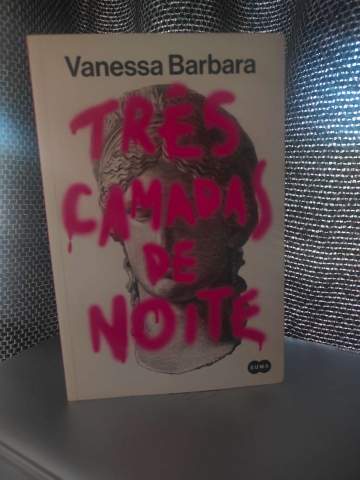 Vanessa Barbara
TRÊS
CAMADAS
DE
NOITE
SUMA